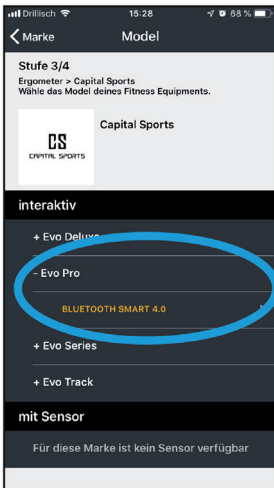 Drillisch 15:28 68 %
Marke Model
Stufe 3/4
Ergometer > Capital Sports
Wähle das Model deines Fitness Equipments.
CS
CAPITAL SPORTS
Capital Sports
interaktiv
+ Evo Deluxe
- Evo Pro
BLUETOOTH SMART 4.0
+ Evo Series
+ Evo Track
mit Sensor
Für diese Marke ist kein Sensor verfügbar